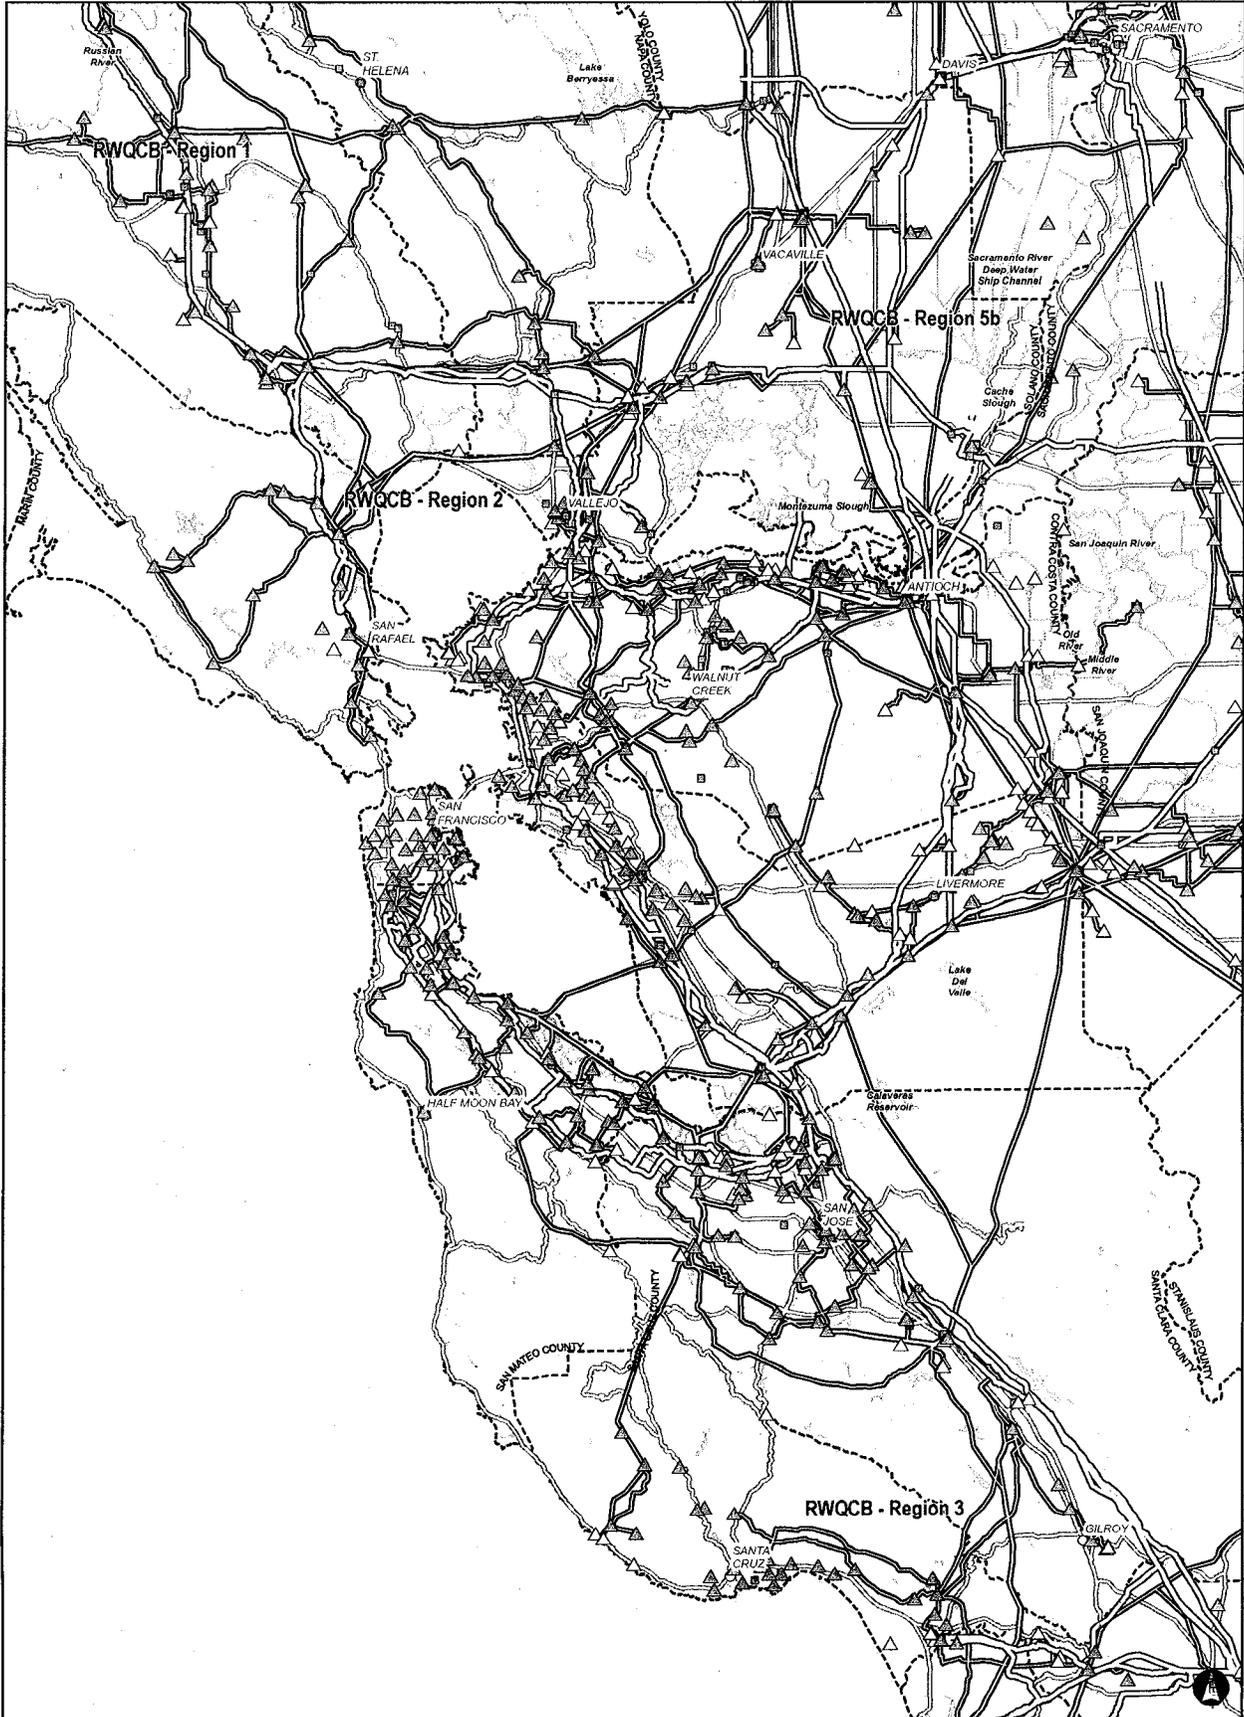 SACRAMENTO
YOLO COUNTY
NAPA COUNTY
Russian
River
ST.
HELENA
Lake
Berryessa
DAVIS
RWQCB - Region 1
VACAVILLE
Sacramento River
Deep Water
Ship Channel
RWQCB - Region 5b
SOLANO COUNTY
Cache
Slough
MARIN COUNTY
RWQCB - Region 2
VALLEJO
Montezuma Slough
CONTRA COSTA COUNTY
San Joaquin River
ANTIOCH
SAN
RAFAEL
Old
River
Middle
River
WALNUT
CREEK
SAN JOAQUIN COUNTY
SAN
FRANCISCO
LIVERMORE
Lake
Del
Valle
HALF MOON BAY
Calaveras
Reservoir
SAN
JOSE
STANISLAUS COUNTY
SANTA CLARA COUNTY
SAN MATEO COUNTY
RWQCB - Region 3
GILROY
SANTA
CRUZ